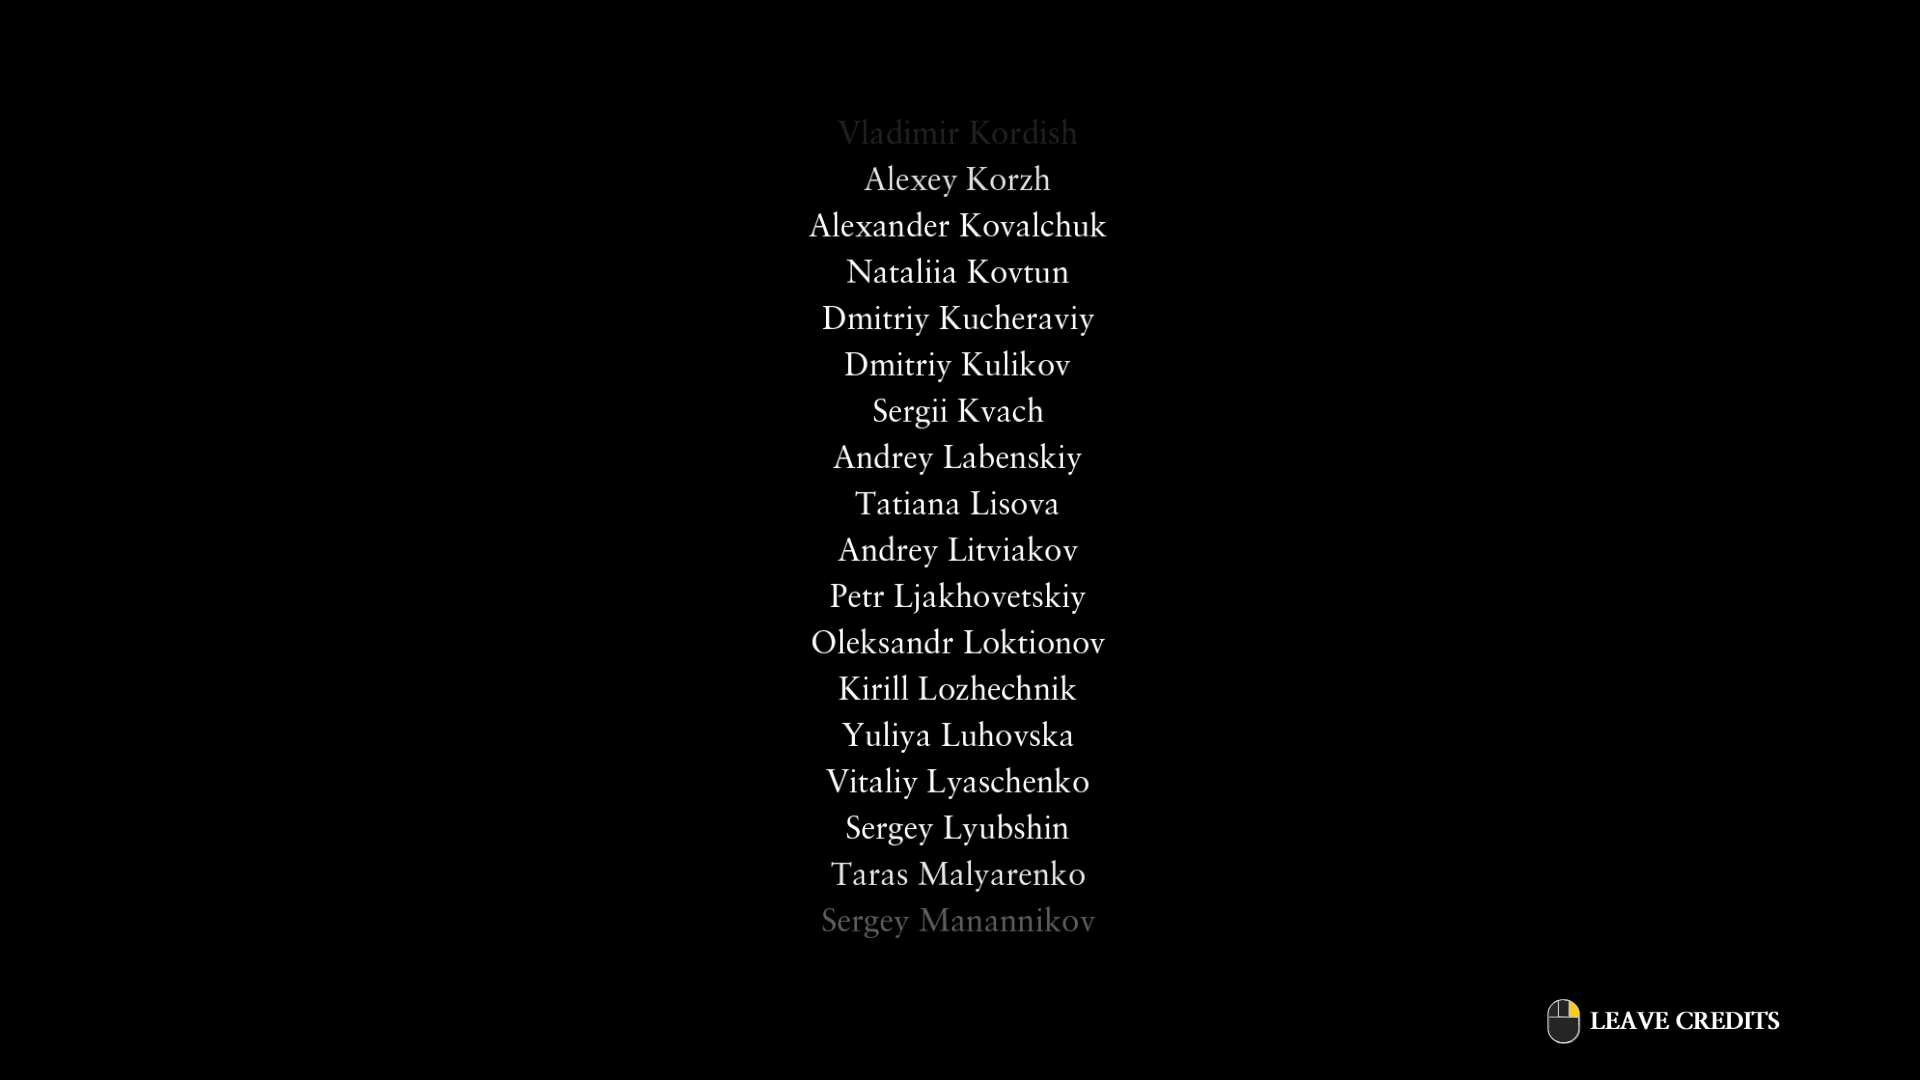 Vladimir Kordish
Alexey Korzh
Alexander Kovalchuk
Nataliia Kovtun
Dmitriy Kucheraviy
Dmitriy Kulikov
Sergii Kvach
Andrey Labenskiy
Tatiana Lisova
Andrey Litviakov
Petr Ljakhovetskiy
Oleksandr Loktionov
Kirill Lozhechnik
Yuliya Luhovska
Vitaliy Lyaschenko
Sergey Lyubshin
Taras Malyarenko
Sergey Manannikov
LEAVE CREDITS